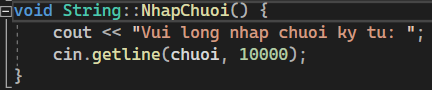 void String::NhapChuoi() {
    cout << "Vui long nhap chuoi ky tu: ";
    cin.getline(chuoi, 10000);
}